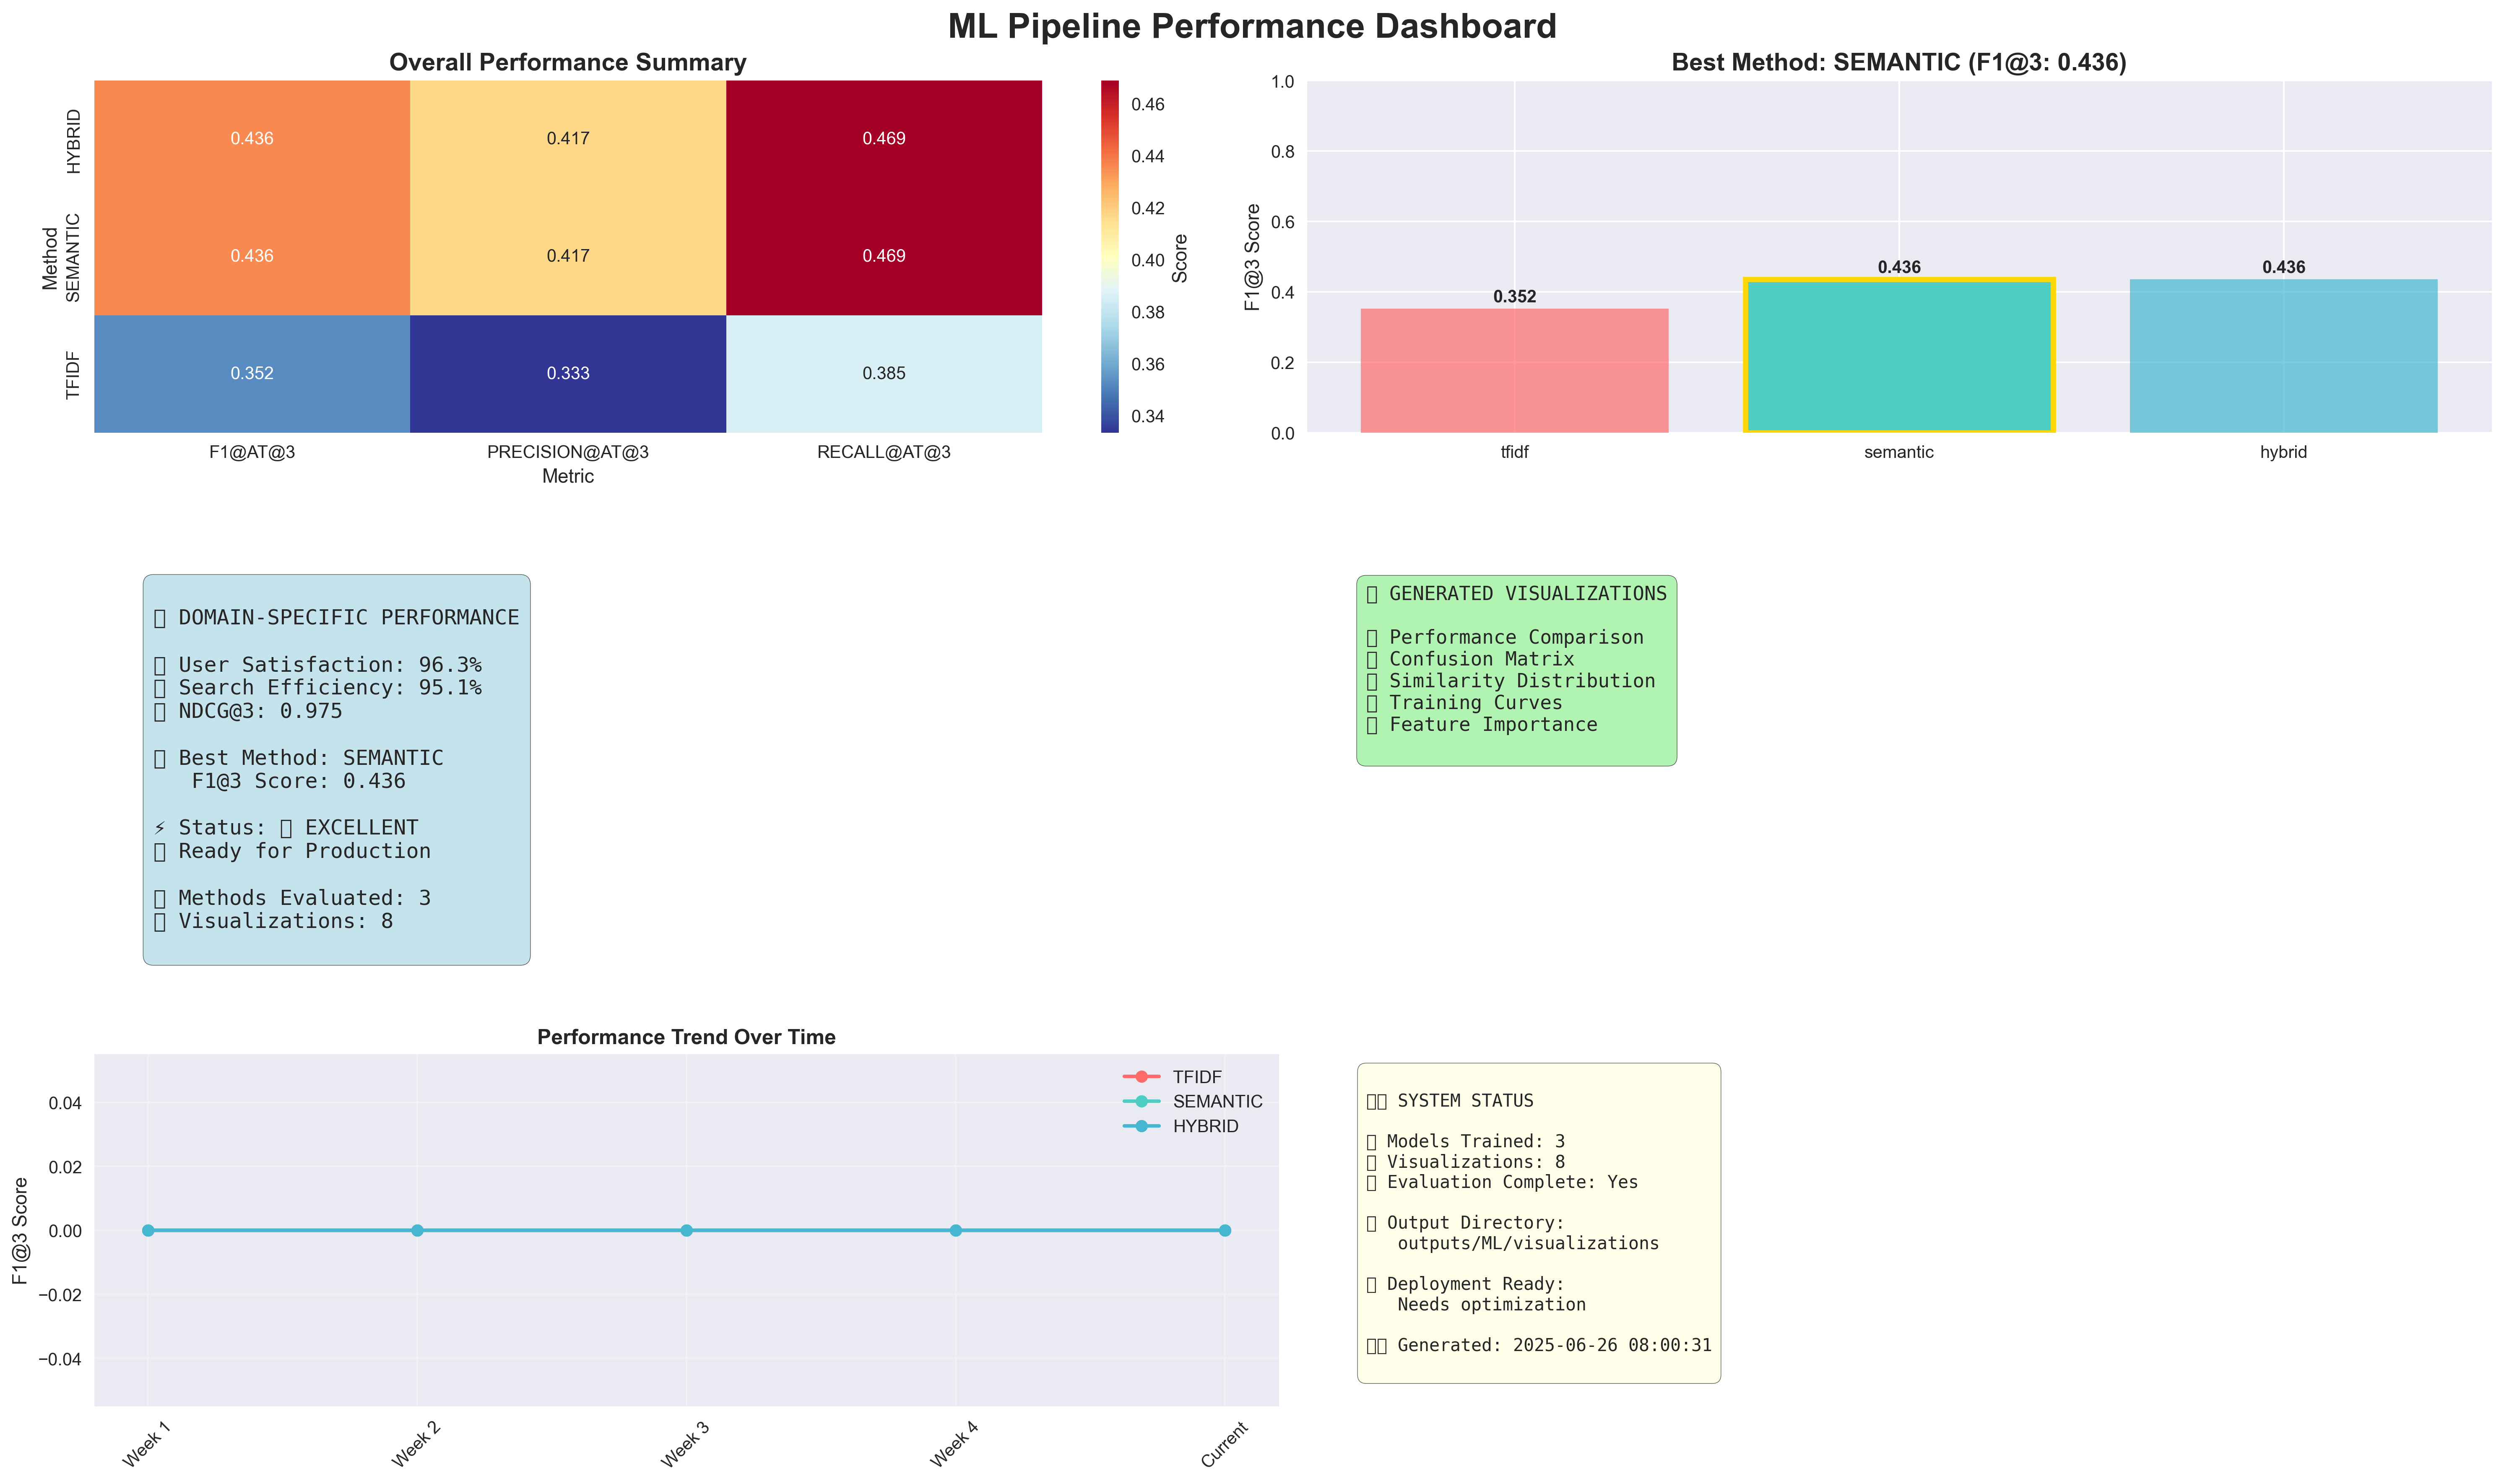 ML Pipeline Performance Dashboard
Overall Performance Summary
HYBRID
SEMANTIC
TFIDF
Method
0.436
0.417
0.469
0.436
0.417
0.469
0.352
0.333
0.385
F1@AT@3
PRECISION@AT@3
RECALL@AT@3
Metric
0.46
0.44
0.42
0.40
0.38
0.36
0.34
Score
Best Method: SEMANTIC (F1@3: 0.436)
F1@3 Score
1.0
0.8
0.6
0.4
0.2
0.0
0.352
0.436
0.436
tfidf
semantic
hybrid
DOMAIN-SPECIFIC PERFORMANCE
User Satisfaction: 96.3%
Search Efficiency: 95.1%
NDCG@3: 0.975
Best Method: SEMANTIC
F1@3 Score: 0.436
⚡ Status: EXCELLENT
Ready for Production
Methods Evaluated: 3
Visualizations: 8
GENERATED VISUALIZATIONS
Performance Comparison
Confusion Matrix
Similarity Distribution
Training Curves
Feature Importance
Performance Trend Over Time
F1@3 Score
0.04
0.02
0.00
−0.02
−0.04
TFIDF
SEMANTIC
HYBRID
Week 1
Week 2
Week 3
Week 4
Current
SYSTEM STATUS
Models Trained: 3
Visualizations: 8
Evaluation Complete: Yes
Output Directory:
outputs/ML/visualizations
Deployment Ready:
Needs optimization
Generated: 2025-06-26 08:00:31